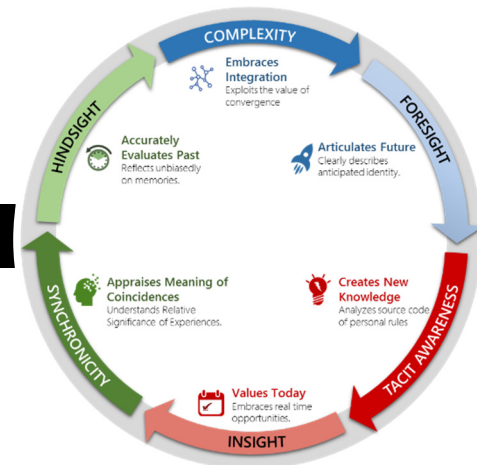 COMPLEXITY
Embraces
Integration
Exploits the value of
convergence
FORESIGHT
Articulates Future
Clearly describes
anticipated identity.
TACIT AWARENESS
Creates New
Knowledge
Analyzes source code
of personal rules
INSIGHT
Values Today
Embraces real time
opportunities.
SYNCHRONICITY
Appraises Meaning of
Coincidences
Understands Relative
Significance of Experiences.
HINDSIGHT
Accurately
Evaluates Past
Reflects unbiasedly
on memories.